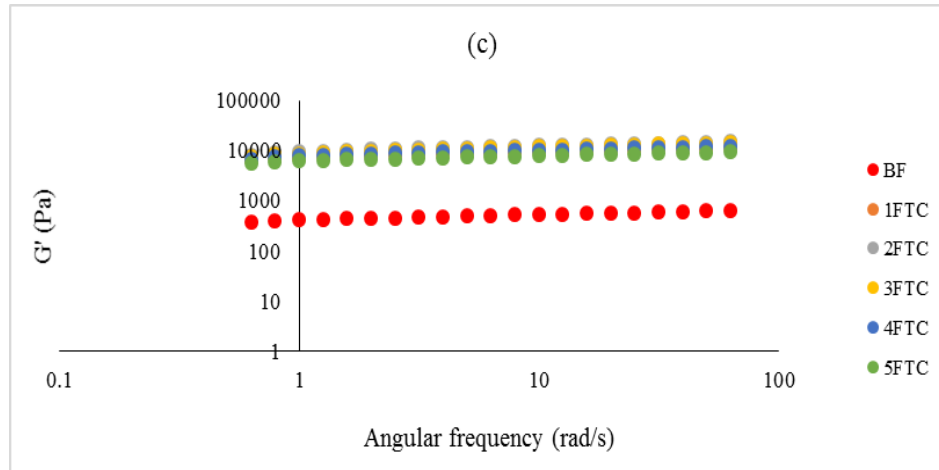 (c)
100000
10000
1000
100
10
1
G' (Pa)
0.1 1 10 100
Angular frequency (rad/s)
BF
1FTC
2FTC
3FTC
4FTC
5FTC